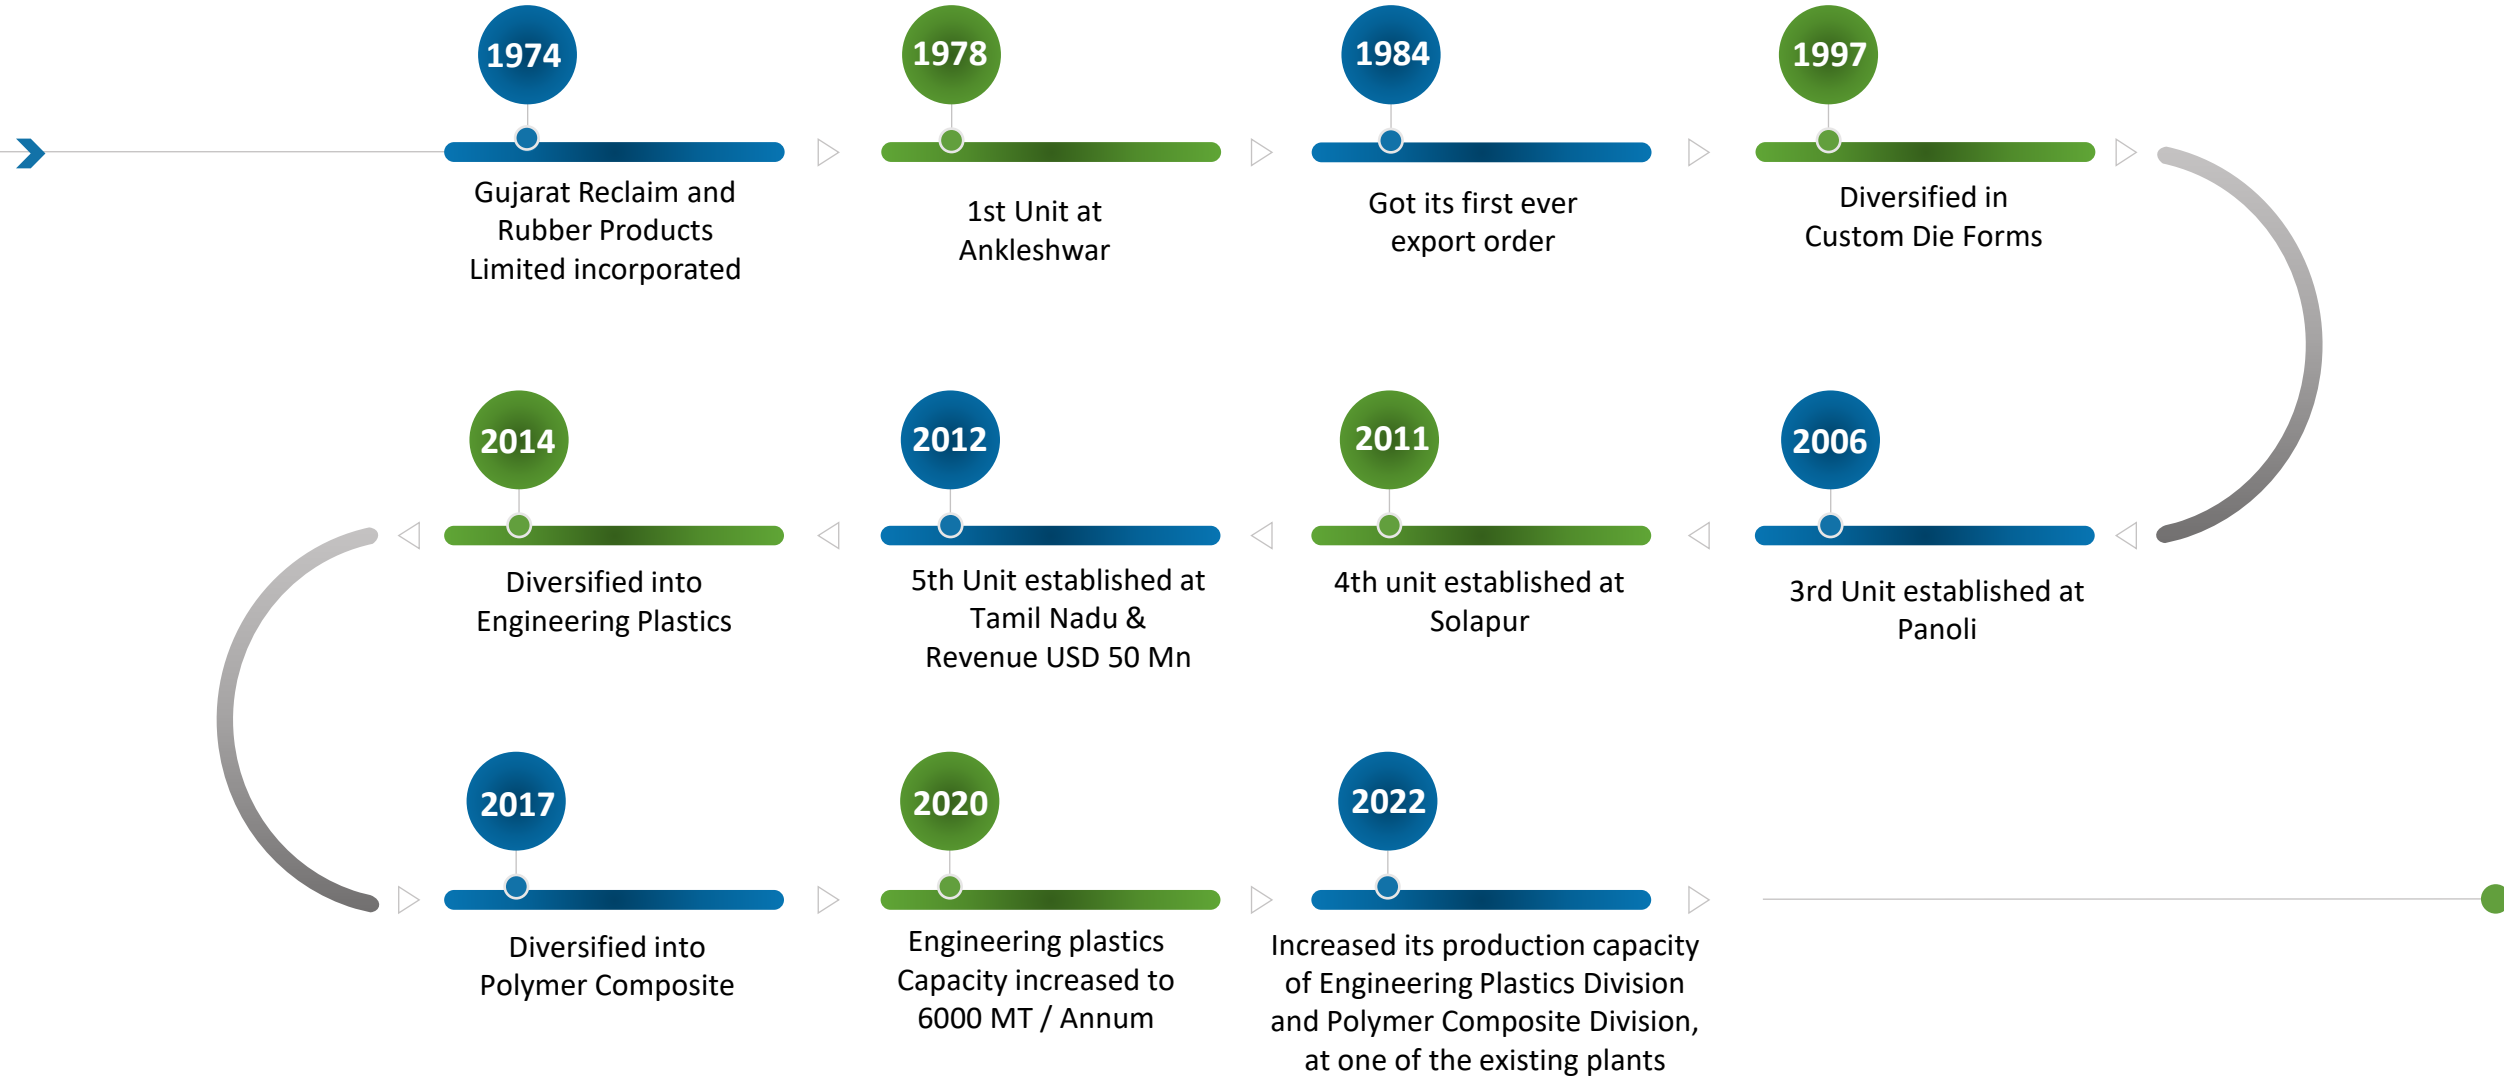 1974
Gujarat Reclaim and
Rubber Products
Limited incorporated
1978
1st Unit at
Ankleshwar
1984
Got its first ever
export order
1997
Diversified in
Custom Die Forms
2006
3rd Unit established at
Panoli
2011
4th unit established at
Solapur
2012
5th Unit established at
Tamil Nadu &
Revenue USD 50 Mn
2014
Diversified into
Engineering Plastics
2017
Diversified into
Polymer Composite
2020
Engineering plastics
Capacity increased to
6000 MT / Annum
2022
Increased its production capacity
of Engineering Plastics Division
and Polymer Composite Division,
at one of the existing plants